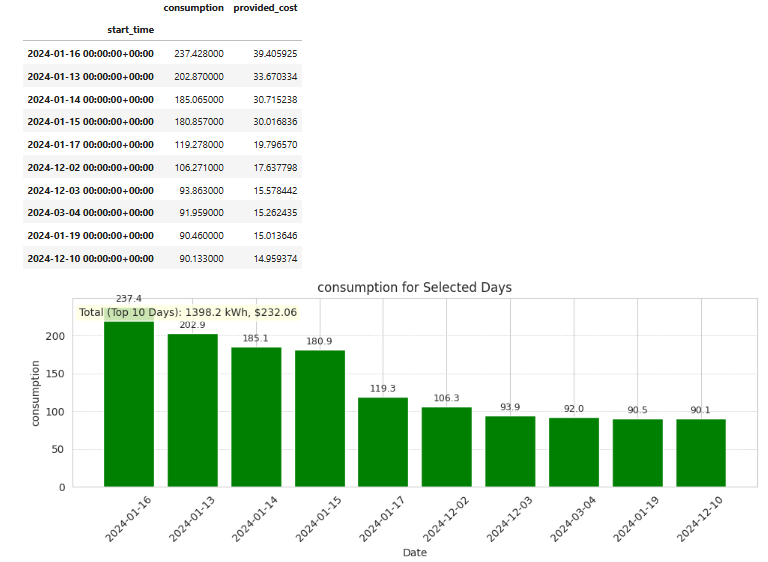 consumption provided_cost
start_time
2024-01-16 00:00:00+00:00 237.428000 39.405925
2024-01-13 00:00:00+00:00 202.870000 33.670334
2024-01-14 00:00:00+00:00 185.065000 30.715238
2024-01-15 00:00:00+00:00 180.857000 30.016836
2024-01-17 00:00:00+00:00 119.278000 19.796570
2024-12-02 00:00:00+00:00 106.271000 17.637798
2024-12-03 00:00:00+00:00 93.863000 15.578442
2024-03-04 00:00:00+00:00 91.959000 15.262435
2024-01-19 00:00:00+00:00 90.460000 15.013646
2024-12-10 00:00:00+00:00 90.133000 14.959374
consumption for Selected Days
237.4
Total (Top 10 Days): 1398.2 kWh, $232.06
202.9
185.1
180.9
119.3
106.3
93.9
92.0
90.5
90.1
consumption
200
150
100
50
0
2024-01-16
2024-01-13
2024-01-14
2024-01-15
2024-01-17
2024-12-02
2024-12-03
2024-03-04
2024-01-19
2024-12-10
Date